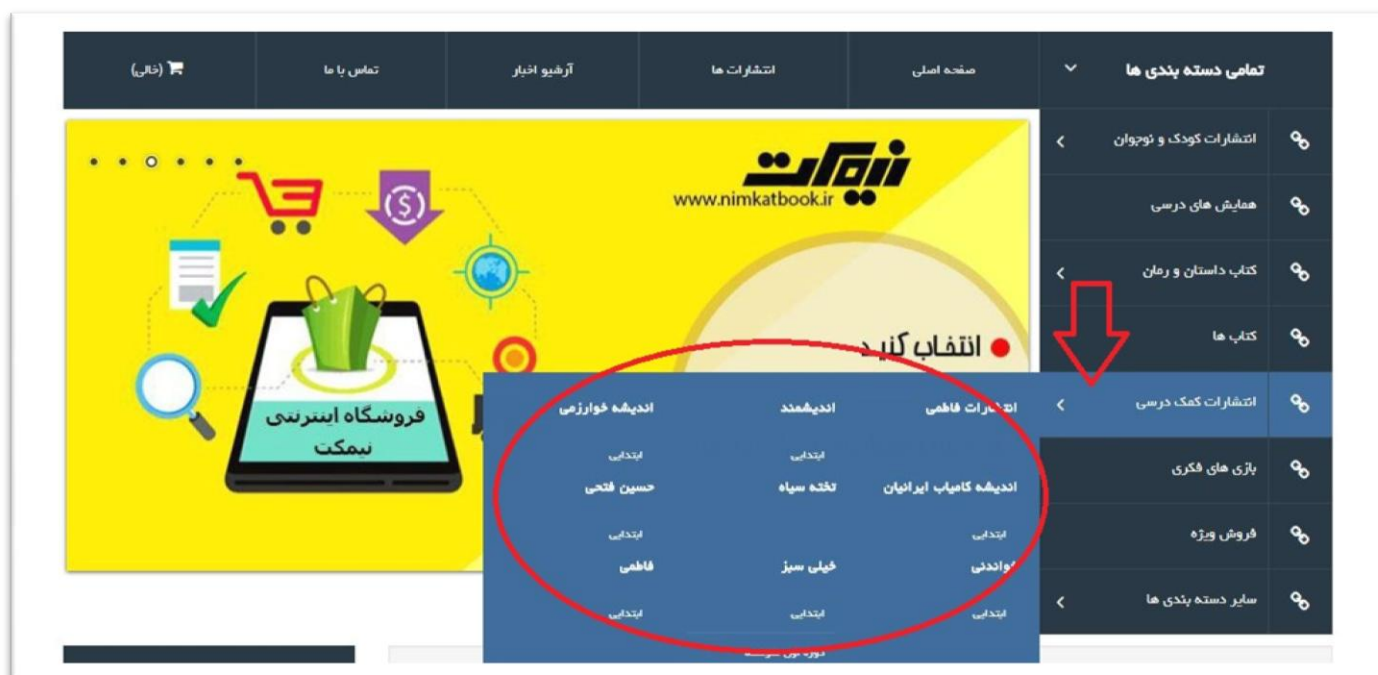 تمامی دسته بندی ها
صفحه اصلی
انتشارات ها
آرشیو اخبار
تماس با ما
(خالی)
انتشارات کودک و نوجوان
همایش های درسی
کتاب داستان و رمان
کتاب ها
انتشارات کمک درسی
بازی های فکری
فروش ویژه
سایر دسته بندی ها
نیمکت
www.nimkatbook.ir
انتخاب کنید
فروشگاه اینترنتی
نیمکت
انتشارات فاطمی
اندیشمند
اندیشه خوارزمی
ابتدایی
ابتدایی
اندیشه کامیاب ایرانیان
تخته سیاه
حسین فتحی
ابتدایی
ابتدایی
خواندنی
خیلی سبز
فاطمی
ابتدایی
ابتدایی
ابتدایی